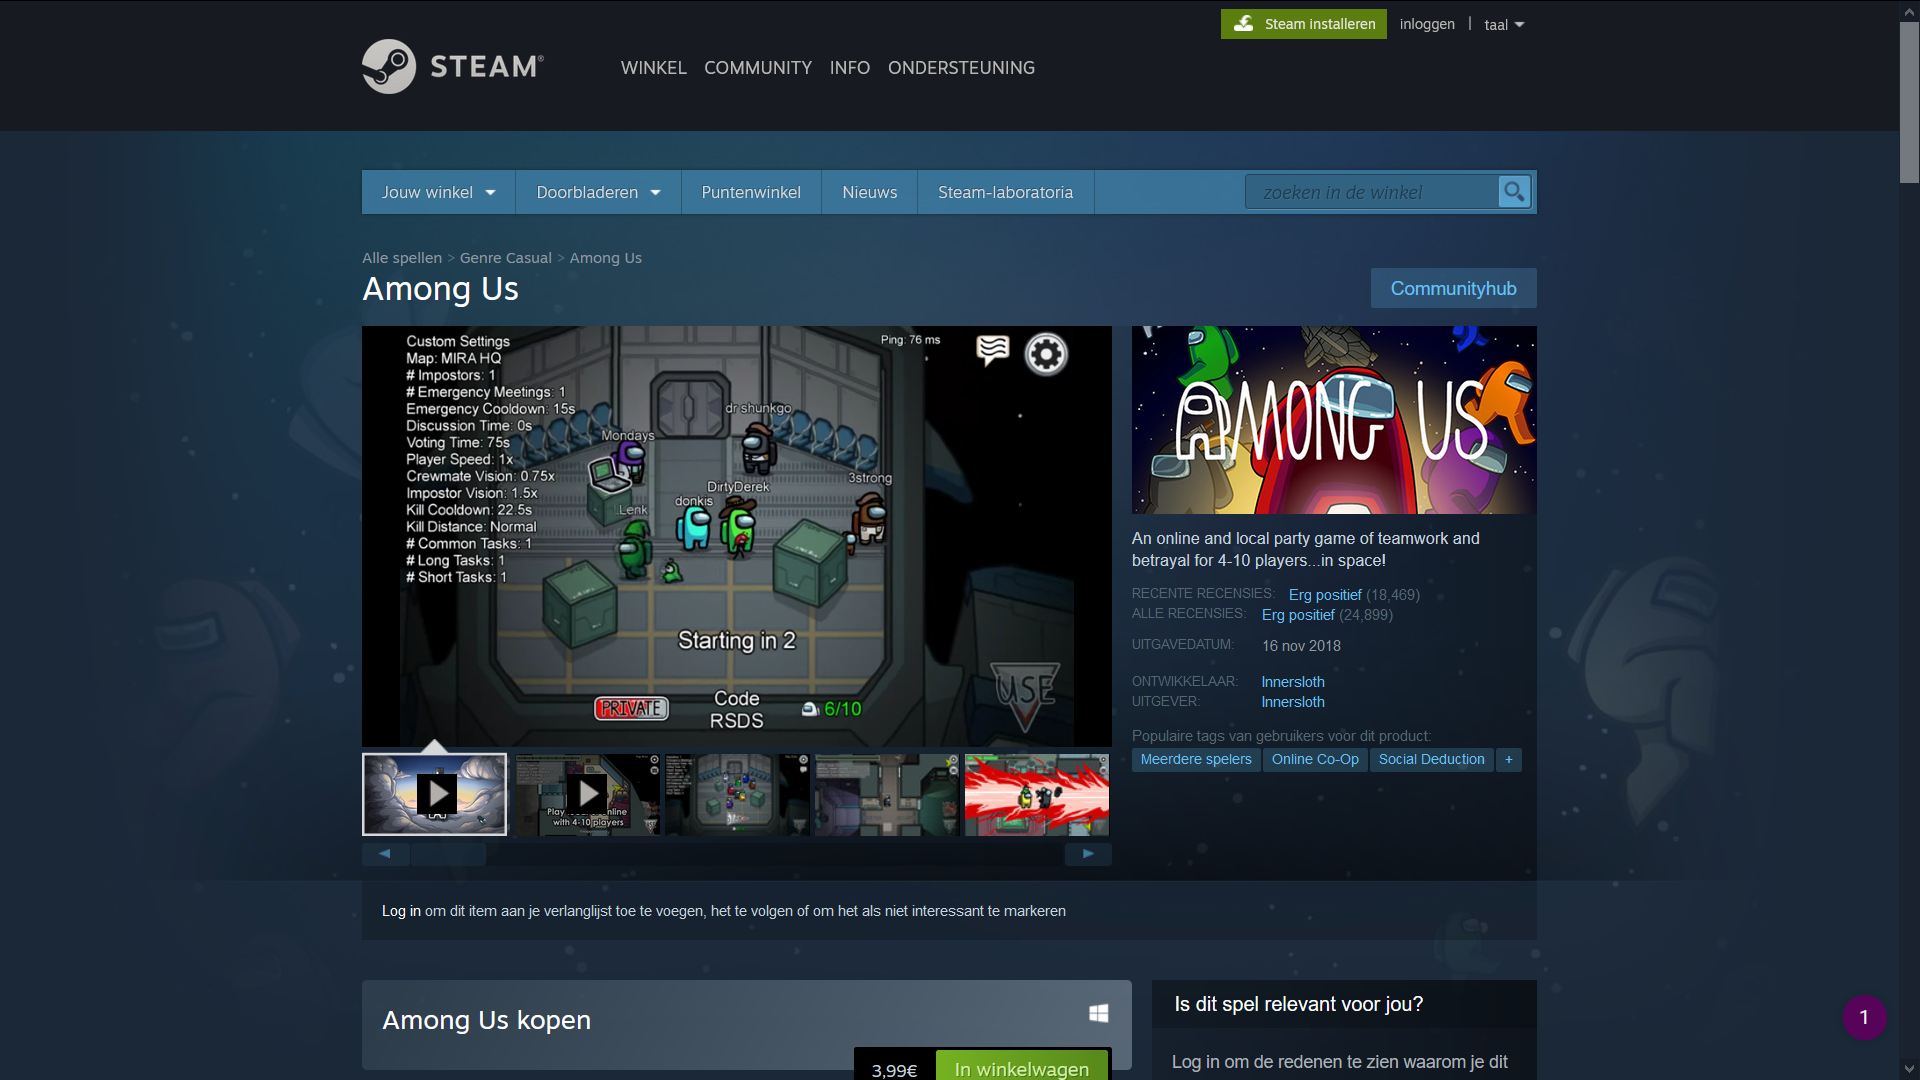 Steam installeren
inloggen | taal
STEAM®
WINKEL COMMUNITY INFO ONDERSTEUNING
Jouw winkel Doorbladeren Puntenwinkel Nieuws Steam-laboratoria zoeken in de winkel
Alle spellen > Genre Casual > Among Us
Among Us
Communityhub
Custom Settings
Map: MIRA HQ
# Impostors: 1
# Emergency Meetings: 1
Emergency Cooldown: 15s
Discussion Time: 0s
Voting Time: 75s
Player Speed: 1x
Crewmate Vision: 0.75x
Impostor Vision: 1.5x
Kill Cooldown: 22.5s
Kill Distance: Normal
# Common Tasks: 1
# Long Tasks: 1
# Short Tasks: 1
Ping: 76 ms
dr shunkgo
Mondays
3strong
DirtyDerek
donkis
Lenk
Starting in 2
PRIVATE
Code
RSDS
6/10
USE
with 4-10 players
AMONG US
An online and local party game of teamwork and
betrayal for 4-10 players...in space!
RECENTE RECENSIES: Erg positief (18,469)
ALLE RECENSIES: Erg positief (24,899)
UITGAVEDATUM: 16 nov 2018
ONTWIKKELAAR: Innersloth
UITGEVER: Innersloth
Populaire tags van gebruikers voor dit product:
Meerdere spelers Online Co-Op Social Deduction +
Log in om dit item aan je verlanglijst toe te voegen, het te volgen of om het als niet interessant te markeren
Among Us kopen
3,99€ In winkelwagen
Is dit spel relevant voor jou?
Log in om de redenen te zien waarom je dit
1